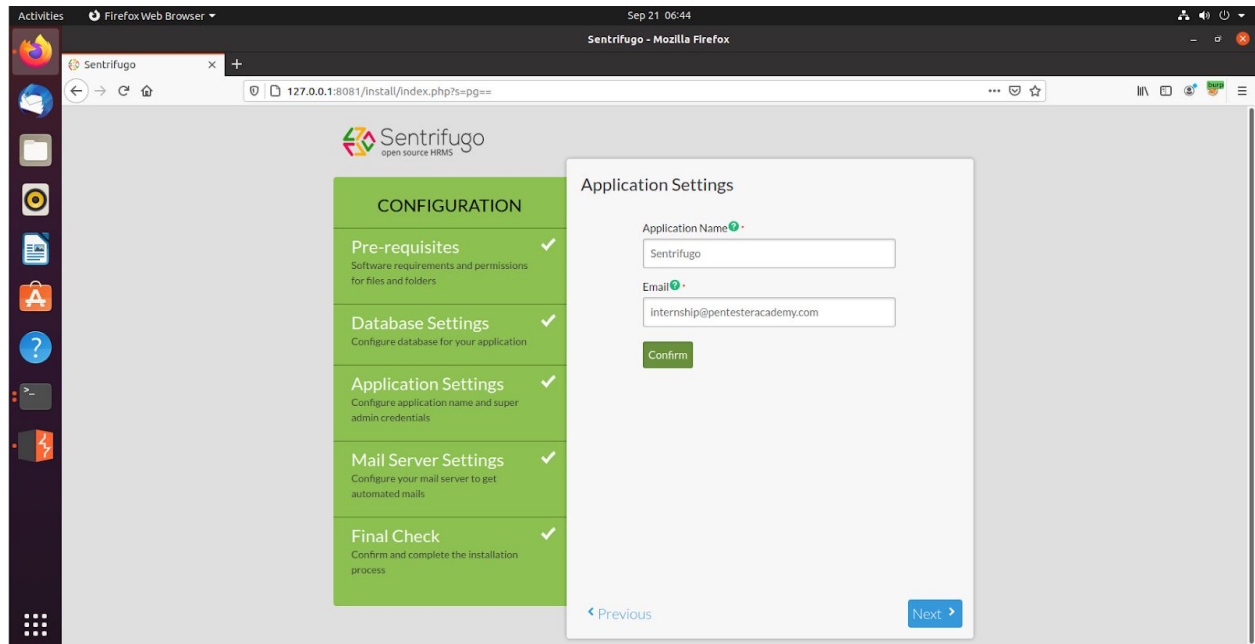 Activities Firefox Web Browser Sep 21 06:44
Sentrifugo - Mozilla Firefox
Sentrifugo
127.0.0.1:8081/install/index.php?s=pg==
burp
Sentrifugo
open source HRMS
CONFIGURATION
Pre-requisites
Software requirements and permissions
for files and folders
Database Settings
Configure database for your application
Application Settings
Configure application name and super
admin credentials
Mail Server Settings
Configure your mail server to get
automated mails
Final Check
Confirm and complete the installation
process
Application Settings
Application Name
Sentrifugo
Email
internship@pentesteracademy.com
Confirm
Previous
Next